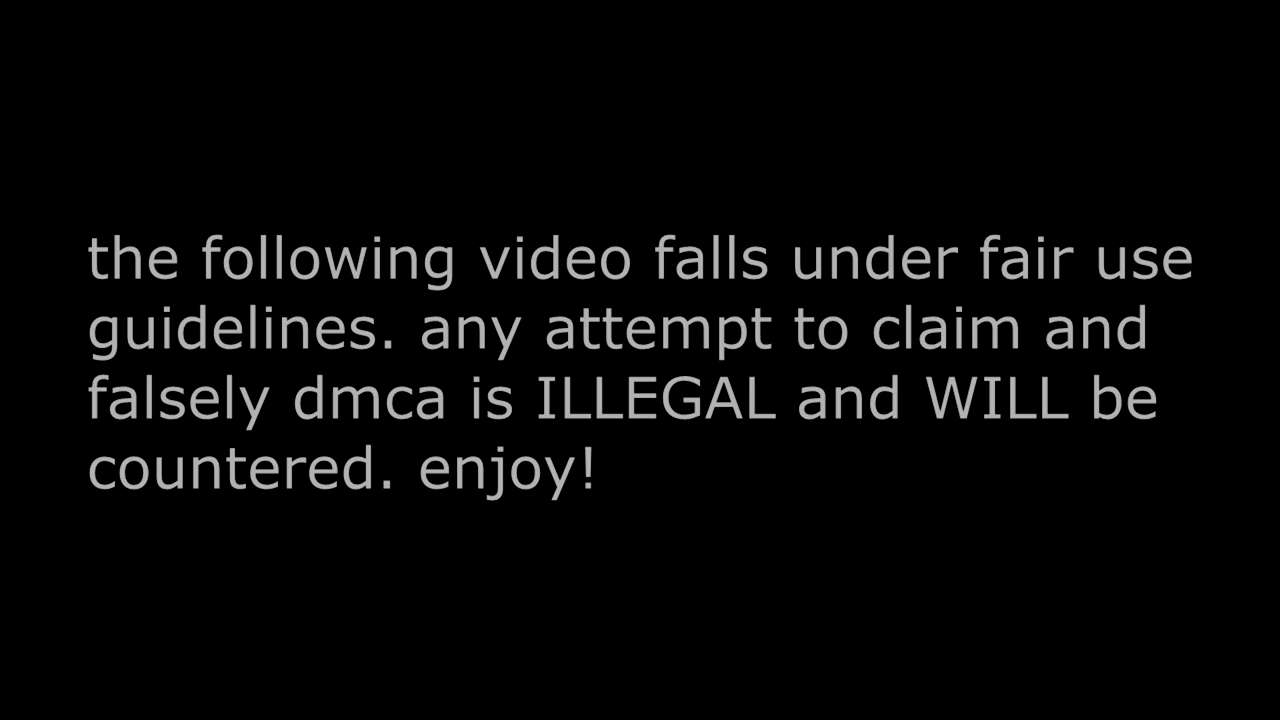 the following video falls under fair use
guidelines. any attempt to claim and
falsely dmca is ILLEGAL and WILL be
countered. enjoy!